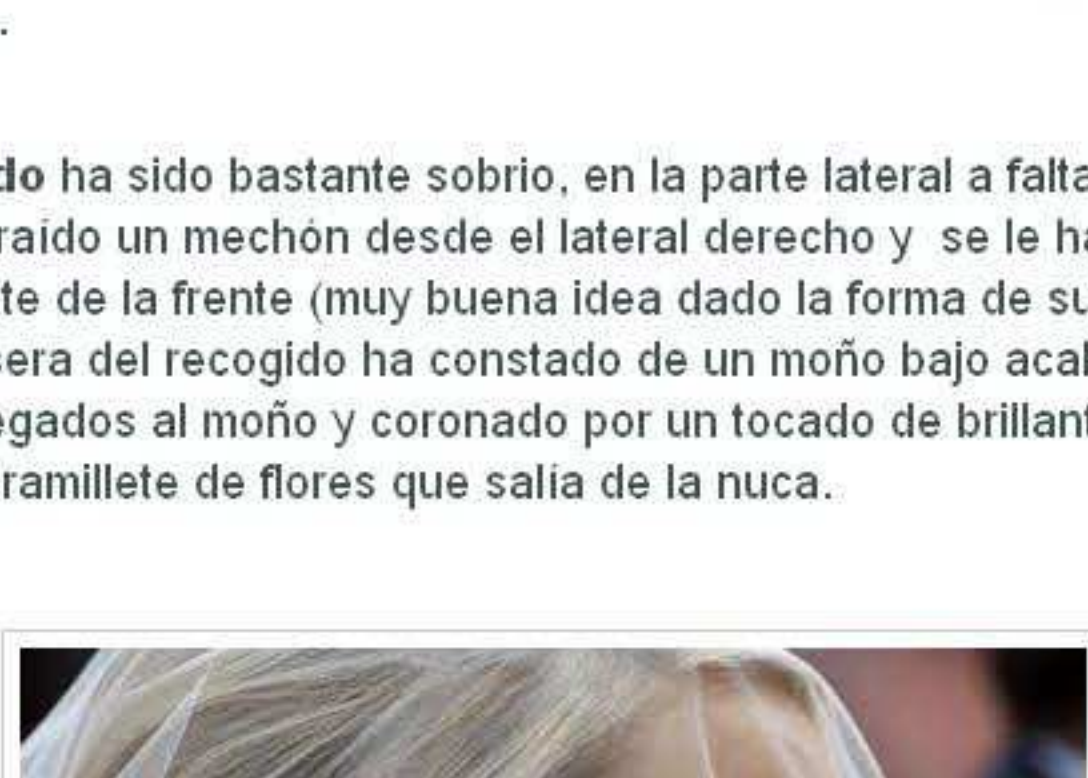 .
do ha sido bastante sobrio, en la parte lateral a falta
raído un mechón desde el lateral derecho y se le ha
te de la frente (muy buena idea dado la forma de su
sera del recogido ha constado de un moño bajo aca
egados al moño y coronado por un tocado de brillant
ramillete de flores que salía de la nuca.